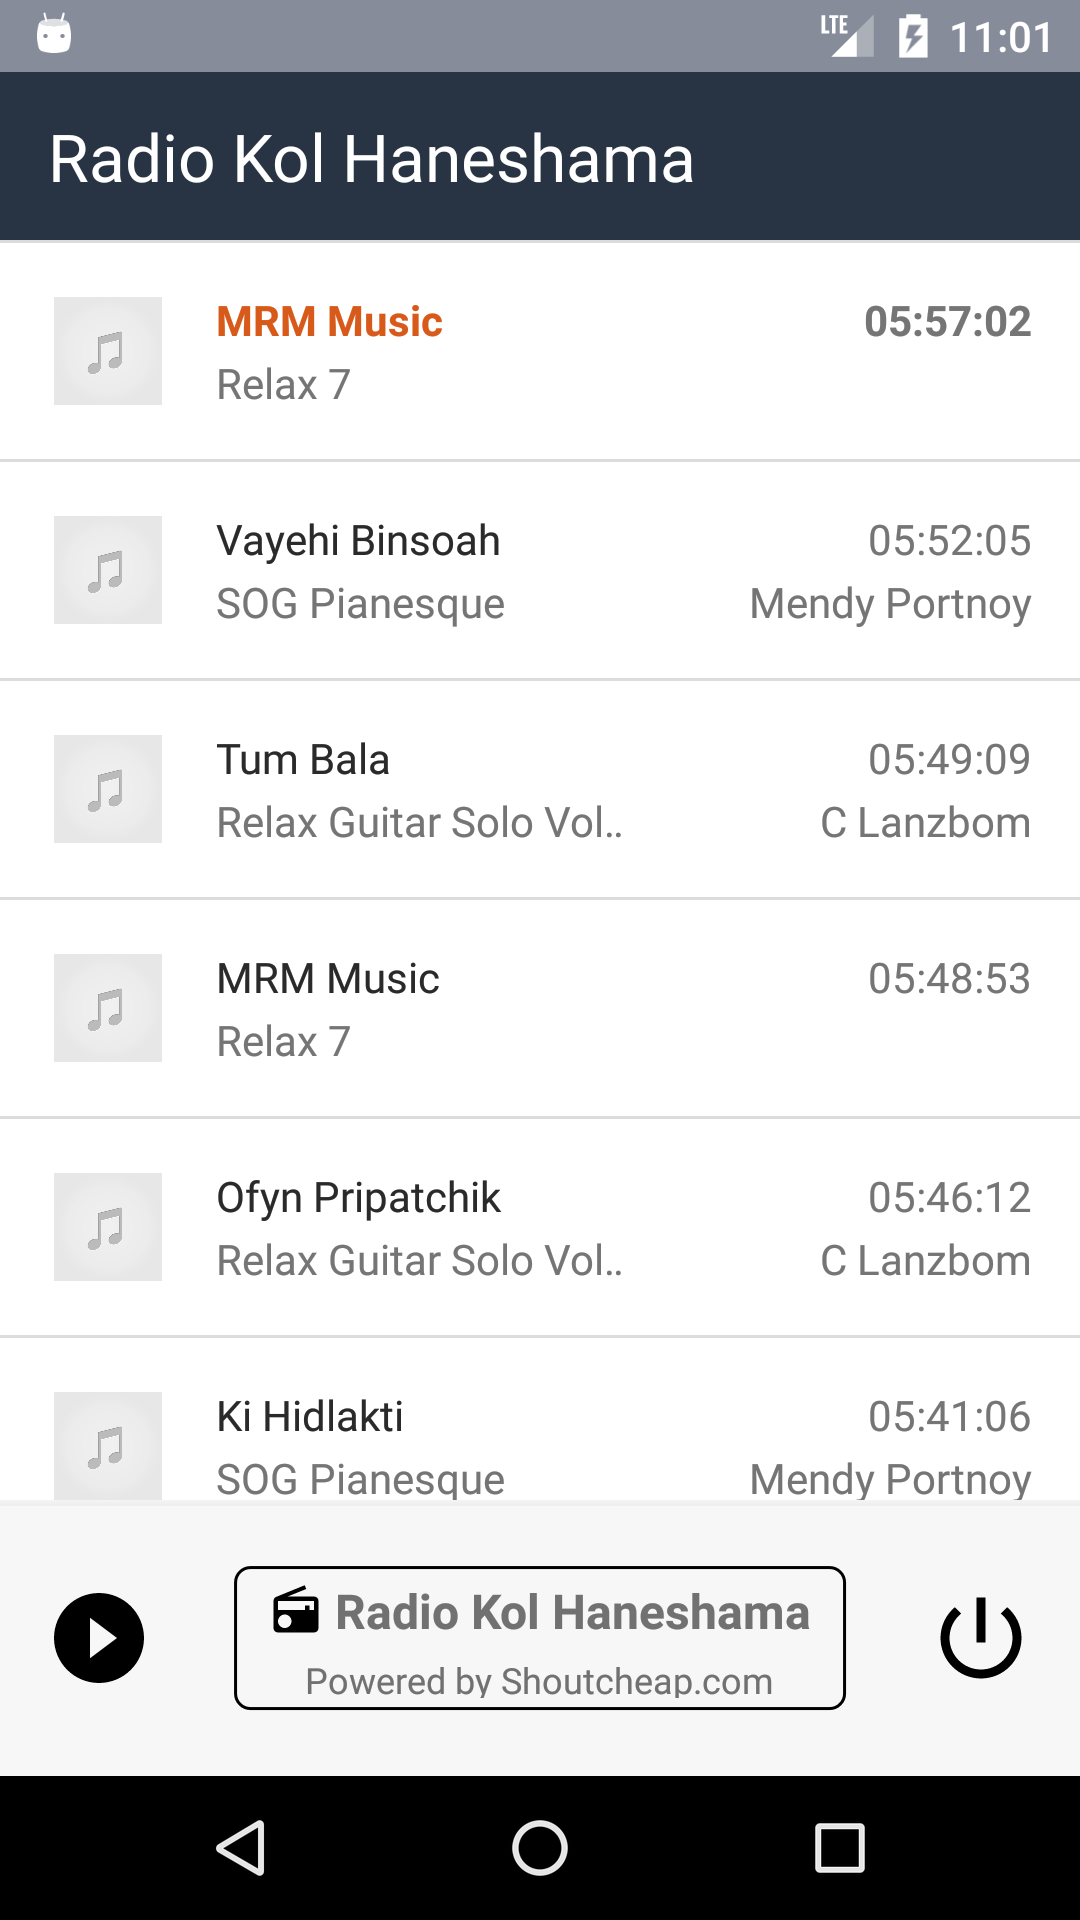 LTE 11:01
Radio Kol Haneshama
MRM Music 05:57:02
Relax 7
Vayehi Binsoah 05:52:05
SOG Pianesque Mendy Portnoy
Tum Bala 05:49:09
Relax Guitar Solo Vol.. C Lanzbom
MRM Music 05:48:53
Relax 7
Ofyn Pripatchik 05:46:12
Relax Guitar Solo Vol.. C Lanzbom
Ki Hidlakti 05:41:06
SOG Pianesque Mendy Portnoy
Radio Kol Haneshama
Powered by Shoutcheap.com